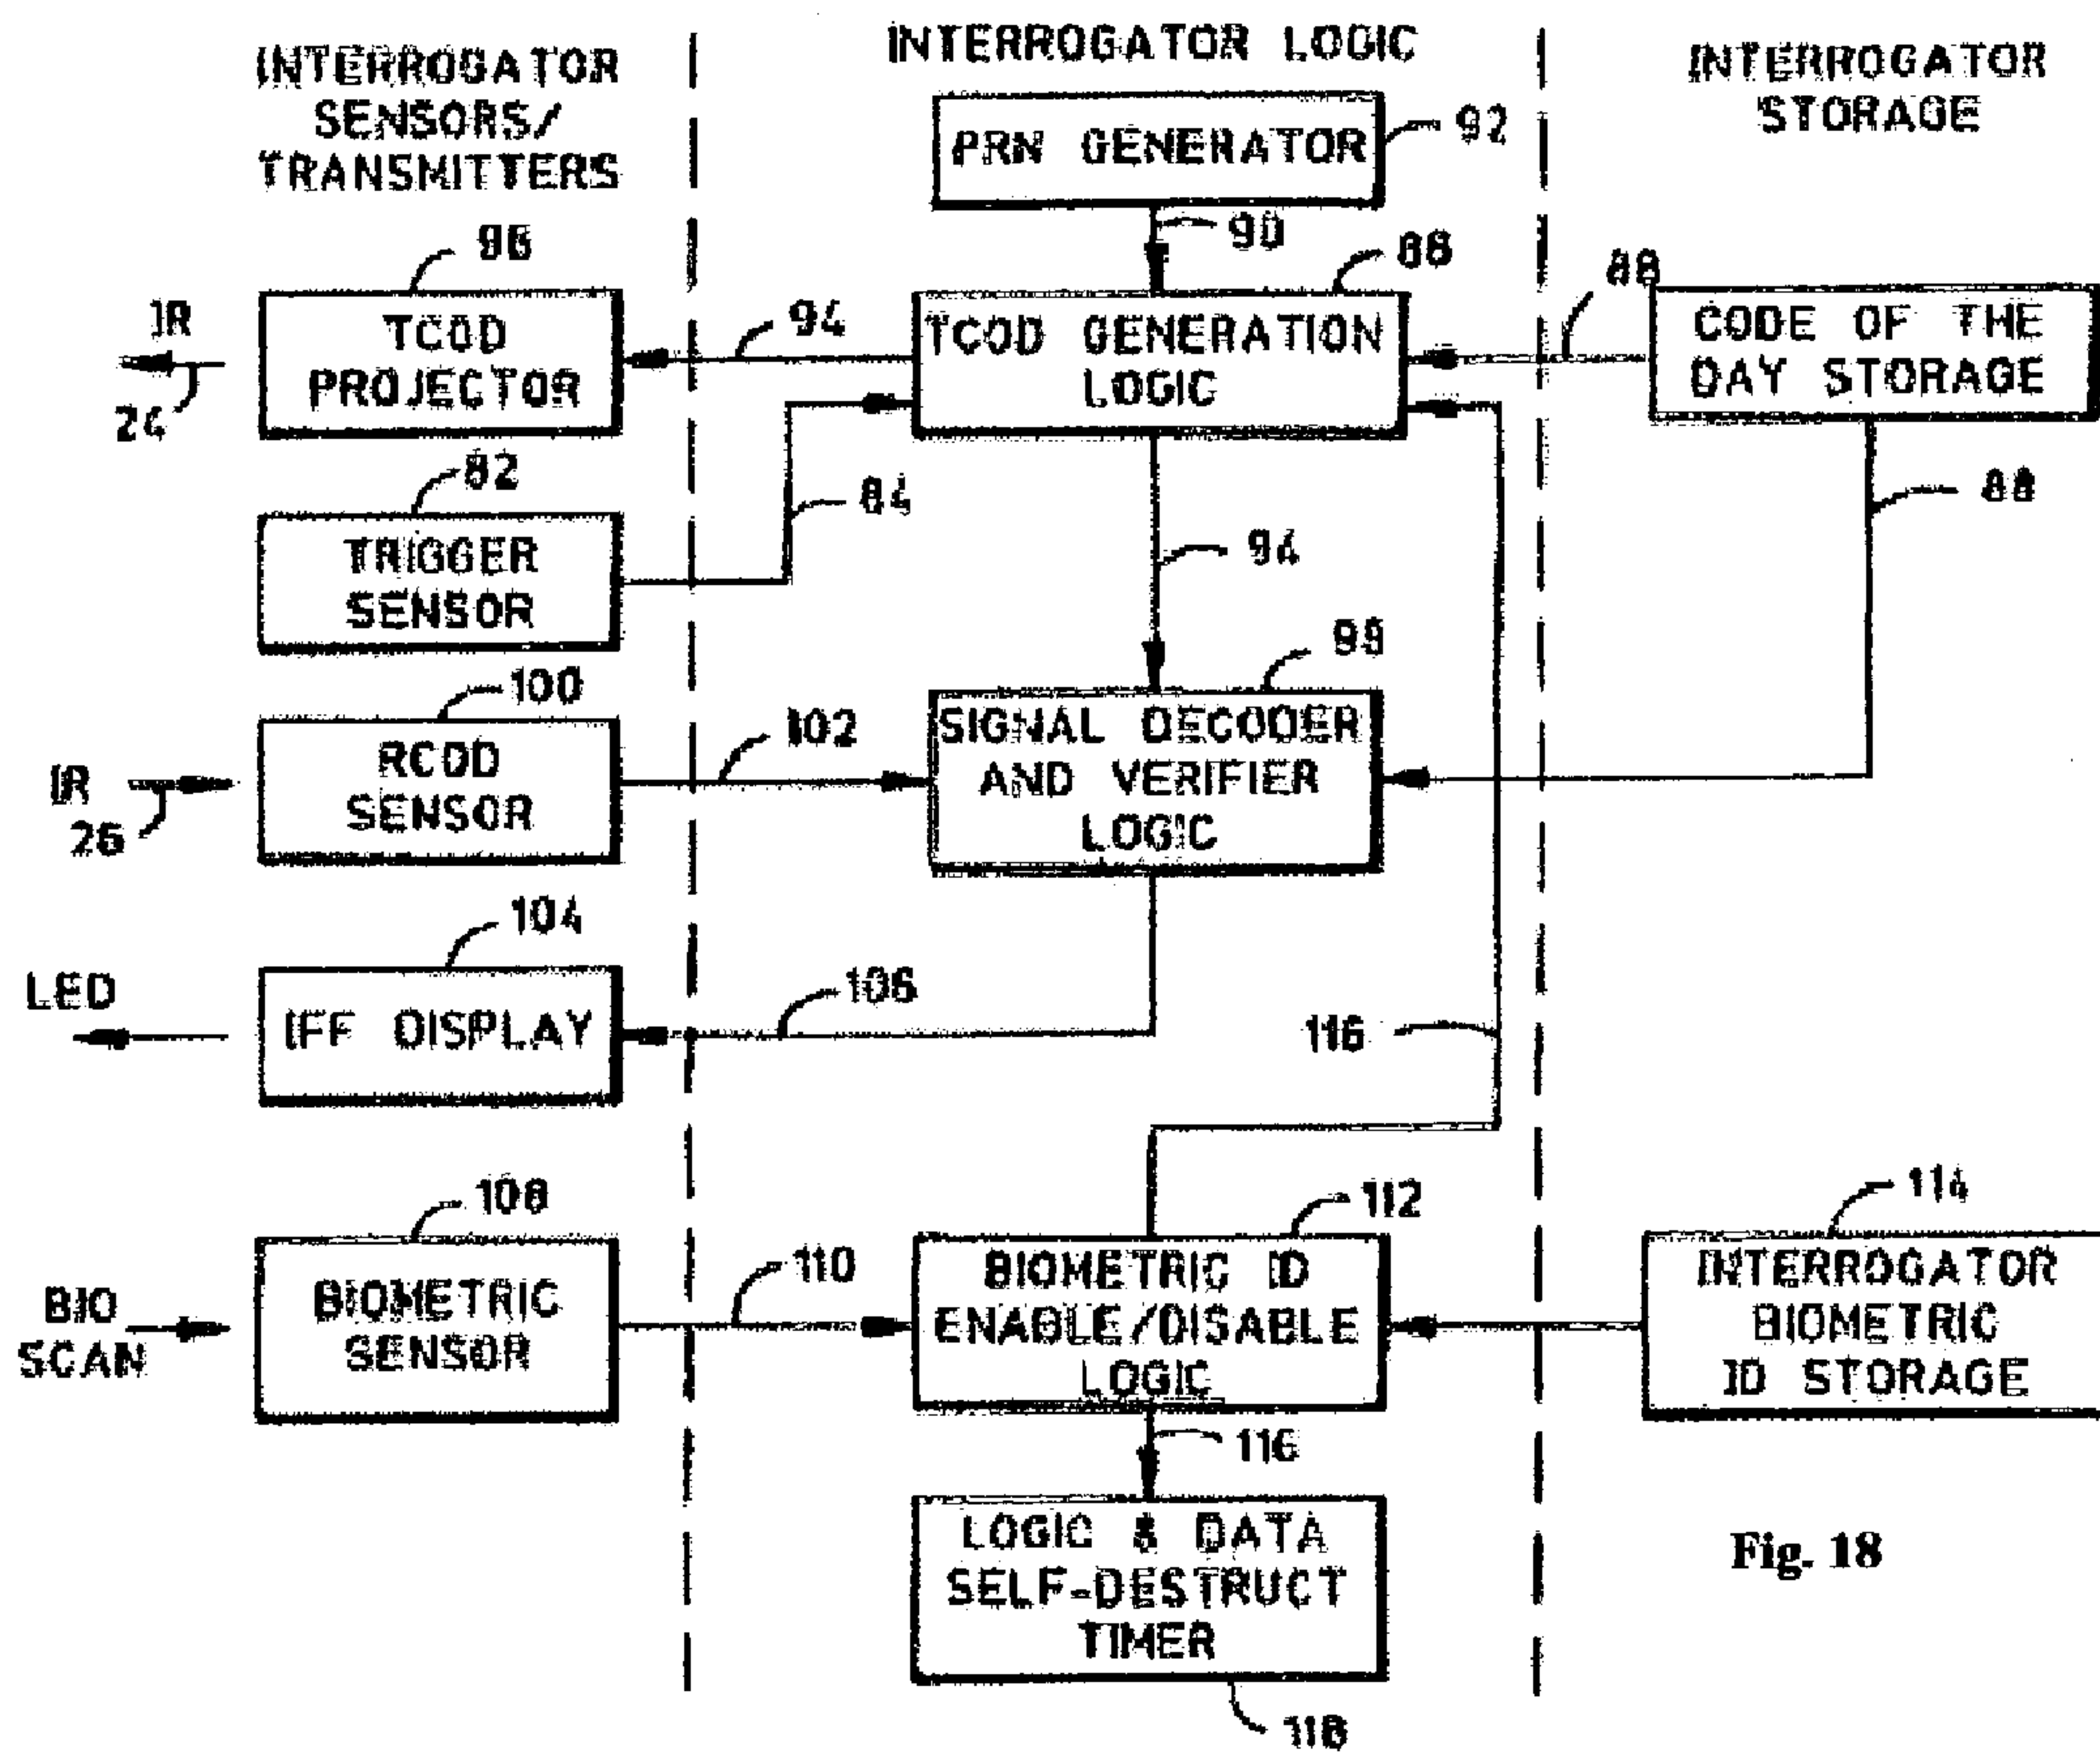 INTERROGATOR
SENSORS/
TRANSMITTERS
INTERROGATOR LOGIC
INTERROGATOR
STORAGE
PRN GENERATOR
92
90
96
88
IR
24
TCOD
PROJECTOR
94
TCOD GENERATION
LOGIC
88
CODE OF THE
DAY STORAGE
82
84
88
TRIGGER
SENSOR
94
98
100
102
IR
26
RCOD
SENSOR
SIGNAL DECODER
AND VERIFIER
LOGIC
104
106
LED
IFF DISPLAY
116
108
112
114
BIO
SCAN
BIOMETRIC
SENSOR
110
BIOMETRIC ID
ENABLE/DISABLE
LOGIC
INTERROGATOR
BIOMETRIC
ID STORAGE
116
LOGIC & DATA
SELF-DESTRUCT
TIMER
118
Fig. 18